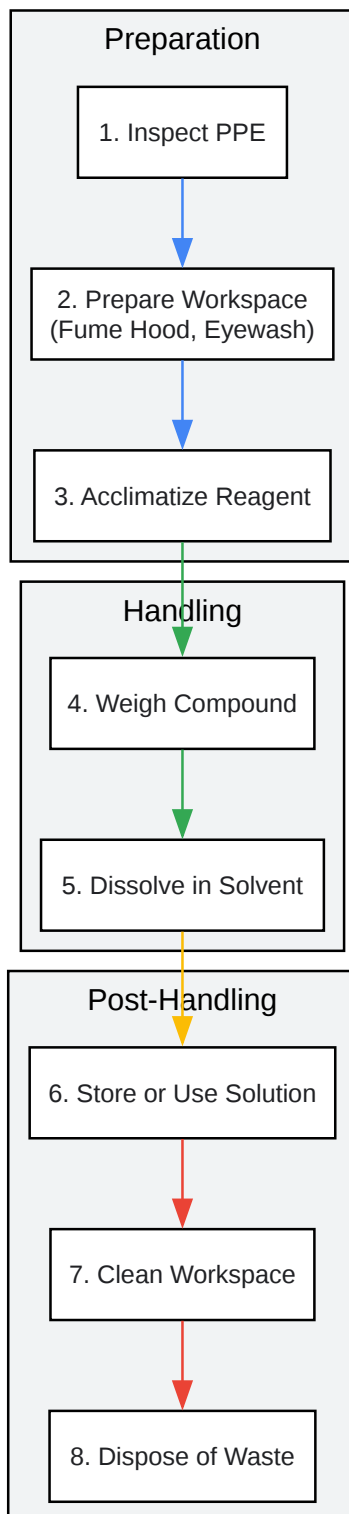 Preparation
1. Inspect PPE
2. Prepare Workspace
(Fume Hood, Eyewash)
3. Acclimatize Reagent
Handling
4. Weigh Compound
5. Dissolve in Solvent
Post-Handling
6. Store or Use Solution
7. Clean Workspace
8. Dispose of Waste